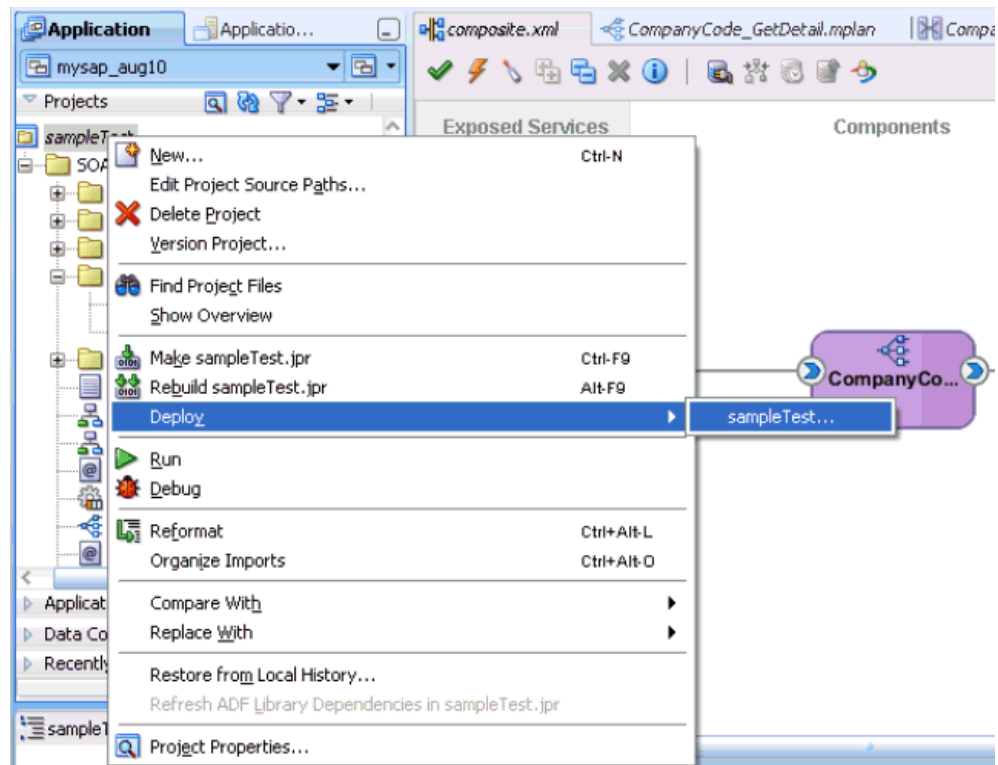 Application
Applicatio...
composite.xml
CompanyCode_GetDetail.mplan
Compa
mysap_aug10
Projects
Exposed Services
Components
sampleTest
SOA
New... Ctrl-N
Edit Project Source Paths...
Delete Project
Version Project...
Find Project Files
Show Overview
Make sampleTest.jpr Ctrl-F9
Rebuild sampleTest.jpr Alt-F9
Deploy
sampleTest...
CompanyCo...
Run
Debug
Reformat Ctrl+Alt-L
Organize Imports Ctrl+Alt-O
Applicat
Compare With
Data Co
Replace With
Recently
Restore from Local History...
Refresh ADF Library Dependencies in sampleTest.jpr
sampleT
Project Properties...